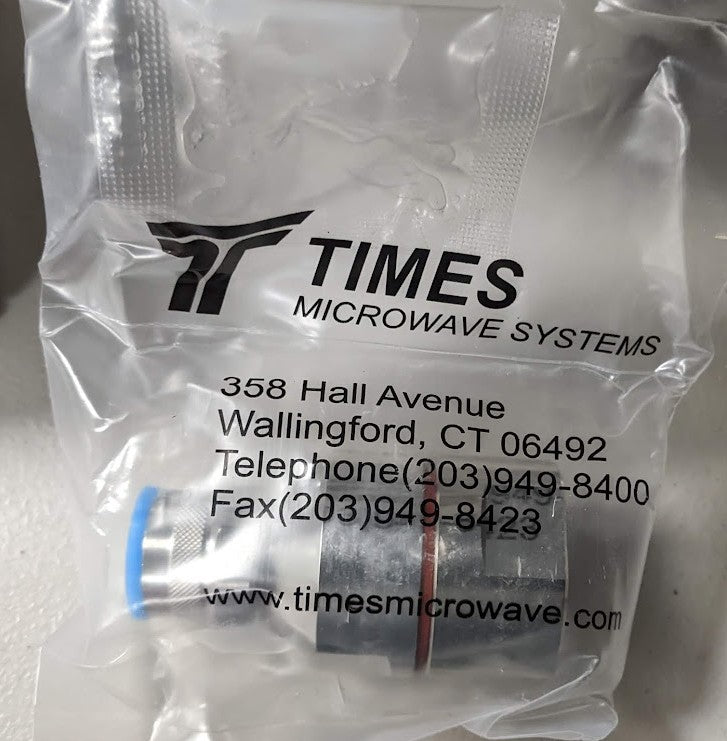 TIMES
MICROWAVE SYSTEMS
358 Hall Avenue
Wallingford, CT 06492
Telephone(203)949-8400
Fax(203)949-8423
www.timesmicrowave.com